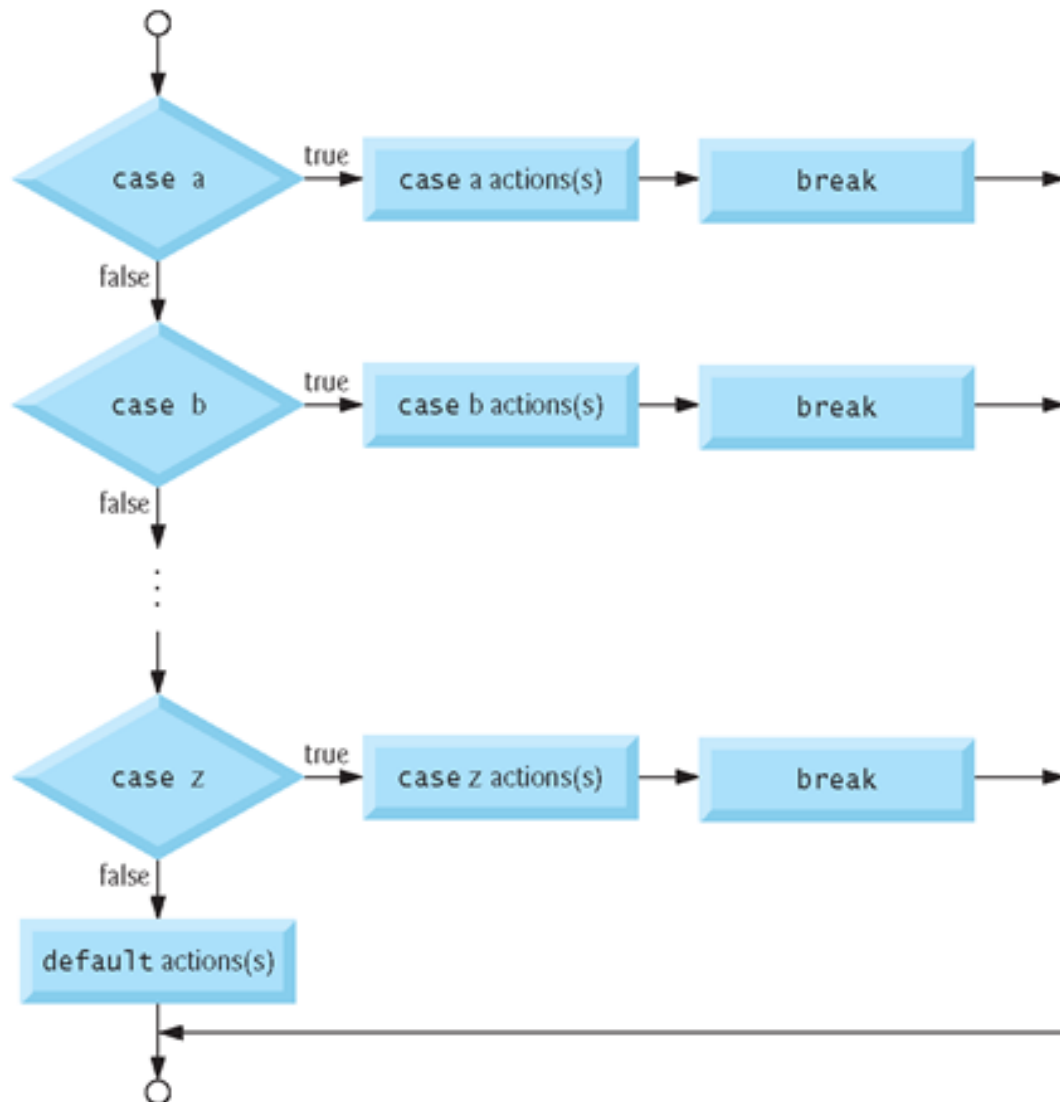 case a
true
case a actions(s)
break
false
case b
true
case b actions(s)
break
false
case z
true
case z actions(s)
break
false
default actions(s)